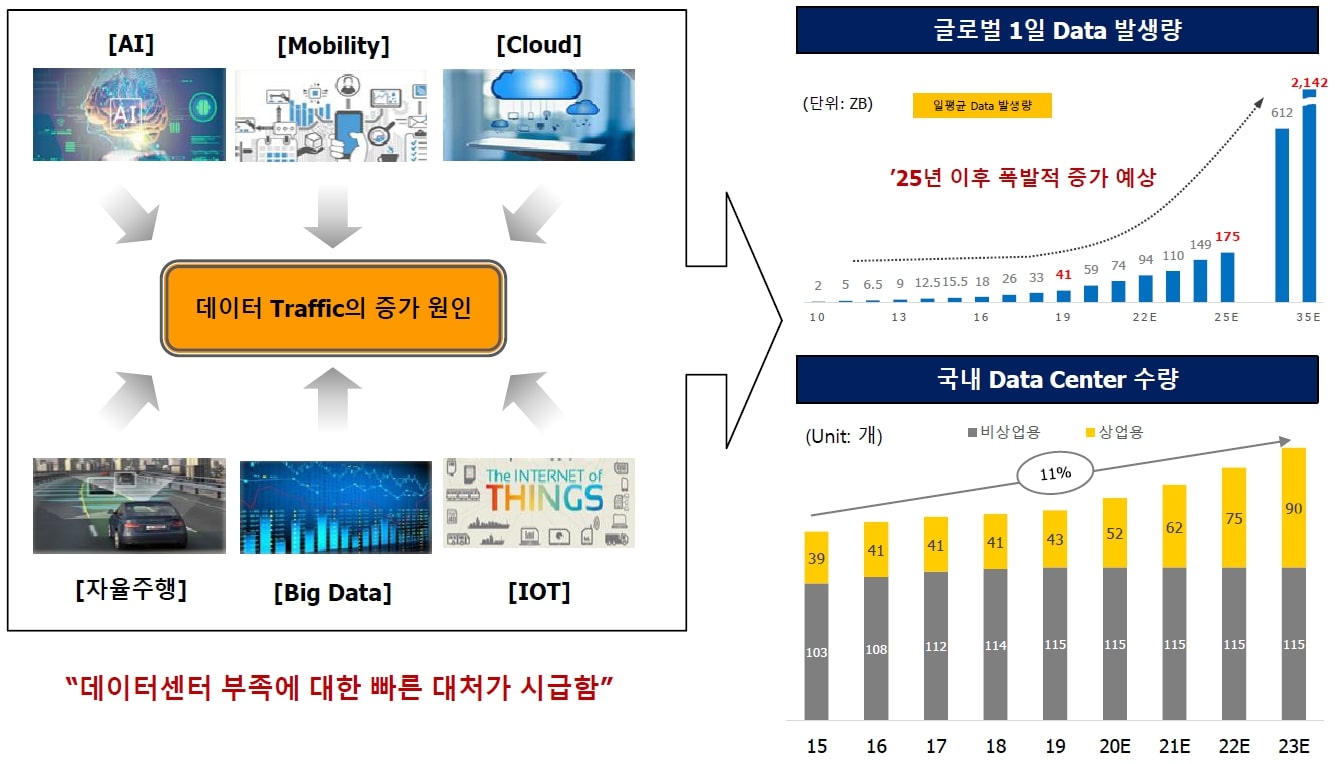 [AI]
[Mobility]
[Cloud]
AI
데이터 Traffic의 증가 원인
The INTERNET of
THINGS
[자율주행]
[Big Data]
[IOT]
“데이터센터 부족에 대한 빠른 대처가 시급함”
글로벌 1일 Data 발생량
(단위: ZB)
일평균 Data 발생량
’25년 이후 폭발적 증가 예상
2 5 6.5 9 12.5 15.5 18 26 33 41 59 74 94 110 149 175 612 2,142
10 13 16 19 22E 25E 35E
국내 Data Center 수량
(Unit: 개)
비상업용 상업용
11%
39 41 41 41 43 52 62 75 90
103 108 112 114 115 115 115 115 115
15 16 17 18 19 20E 21E 22E 23E